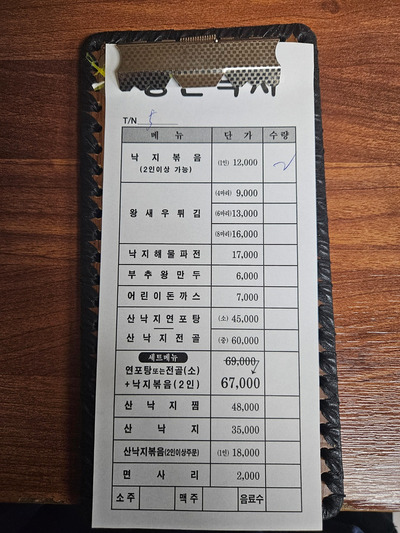 T/N 8
메뉴 단가 수량
낙지볶음 (1인) 12,000 2
(2인이상 가능)
(4마리) 9,000
왕새우튀김 (6마리) 13,000
(8마리) 16,000
낙지해물파전 17,000
부추왕만두 6,000
어린이돈까스 7,000
산낙지연포탕 (소) 45,000
산낙지전골 (중) 60,000
세트메뉴 69,000
연포탕또는전골(소)
+낙지볶음(2인) 67,000
산낙지찜 48,000
산낙지 35,000
산낙지볶음(2인이상주문) (1인) 18,000
면사리 2,000
소주 맥주 음료수